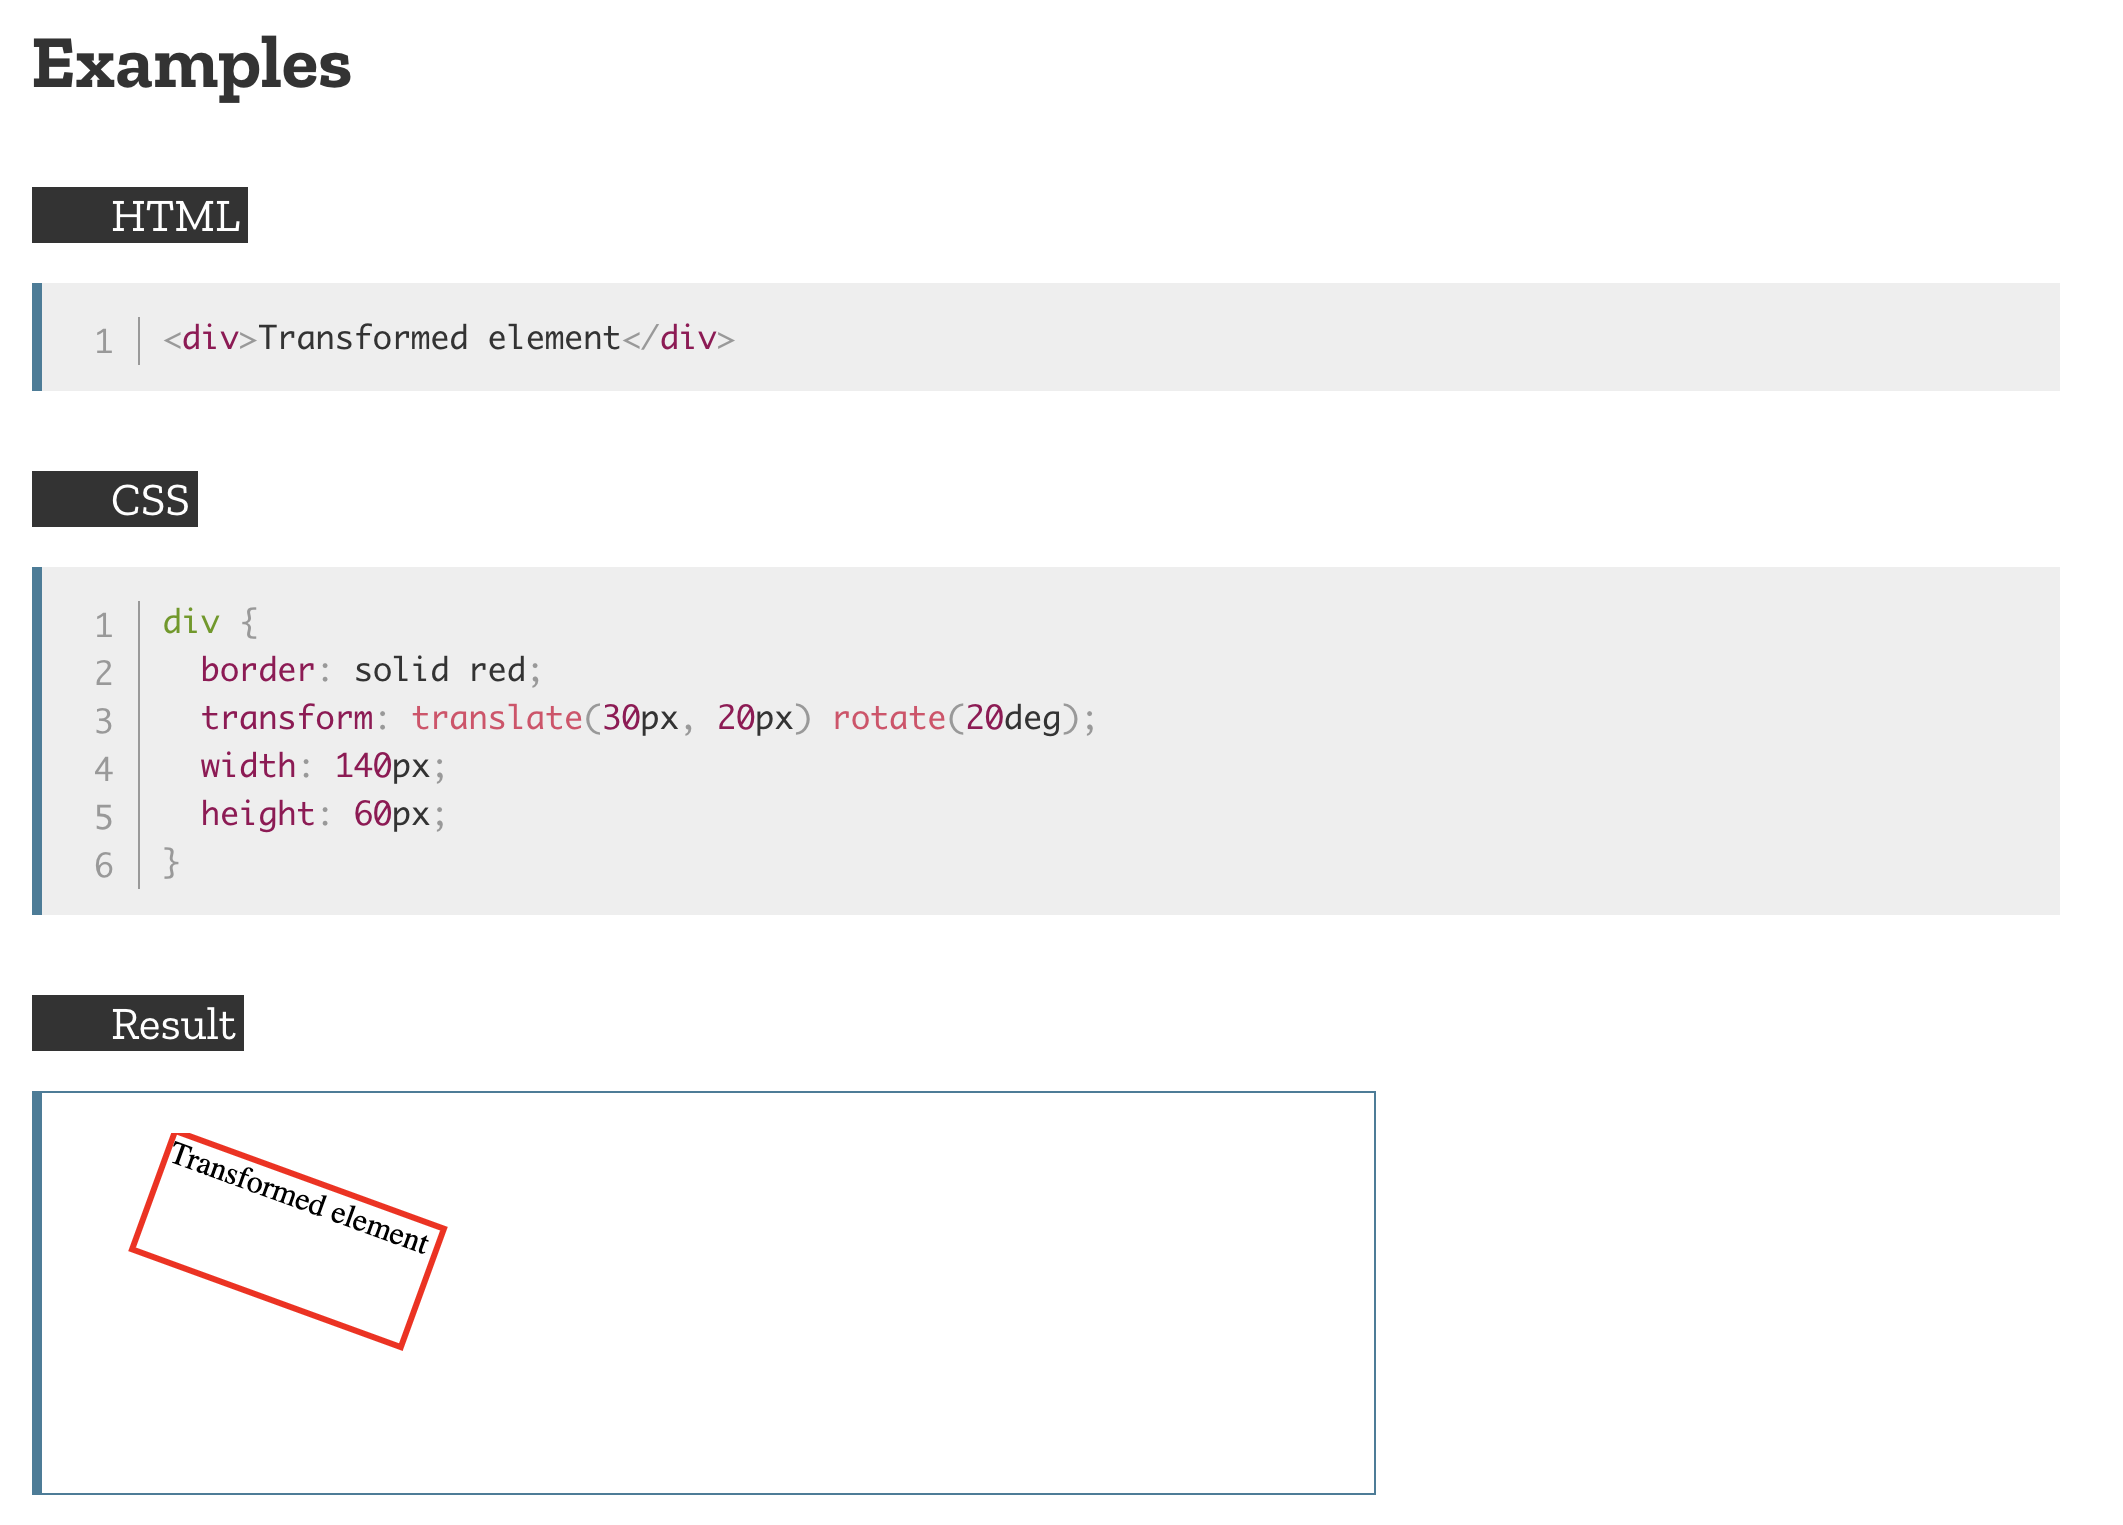 Examples
HTML
1 <div>Transformed element</div>
CSS
1 div {
2   border: solid red;
3   transform: translate(30px, 20px) rotate(20deg);
4   width: 140px;
5   height: 60px;
6 }
Result
Transformed element